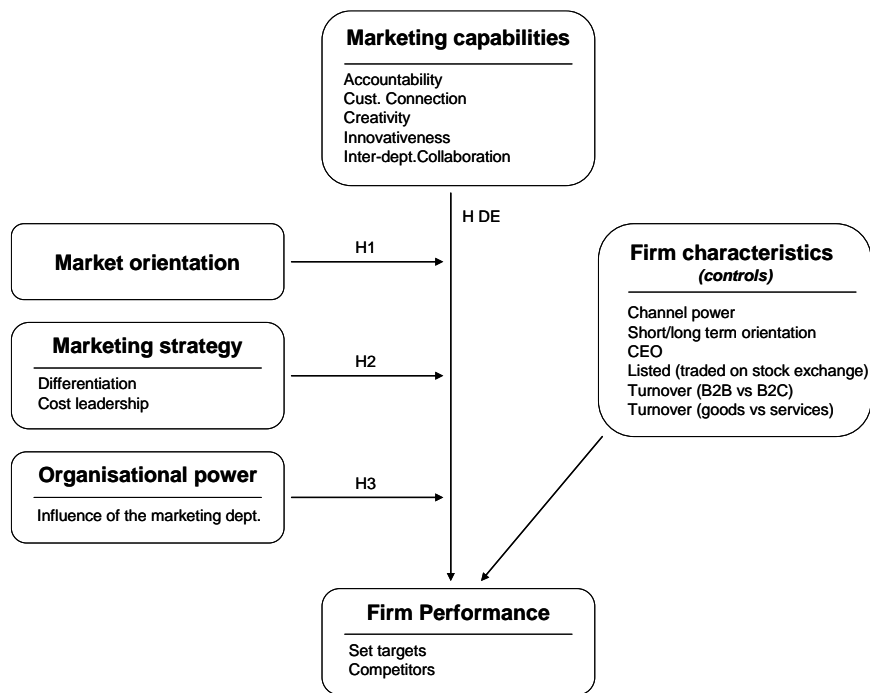 Marketing capabilities
Accountability
Cust. Connection
Creativity
Innovativeness
Inter-dept.Collaboration
H DE
Market orientation
H1
Marketing strategy
Differentiation
Cost leadership
H2
Organisational power
Influence of the marketing dept.
H3
Firm characteristics
(controls)
Channel power
Short/long term orientation
CEO
Listed (traded on stock exchange)
Turnover (B2B vs B2C)
Turnover (goods vs services)
Firm Performance
Set targets
Competitors